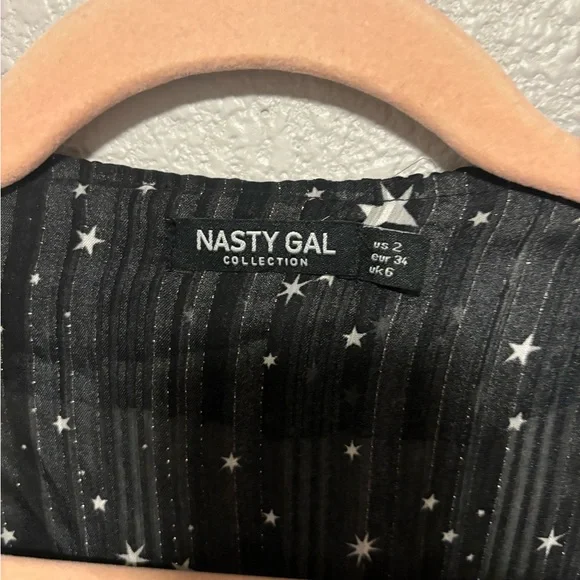 NASTY GAL
COLLECTION
us 2
eur 34
uk 6